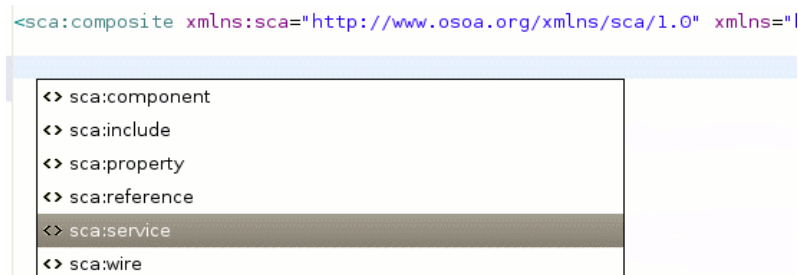 <sca:composite xmlns:sca="http://www.osoa.org/xmlns/sca/1.0" xmlns="
<> sca:component
<> sca:include
<> sca:property
<> sca:reference
<> sca:service
<> sca:wire